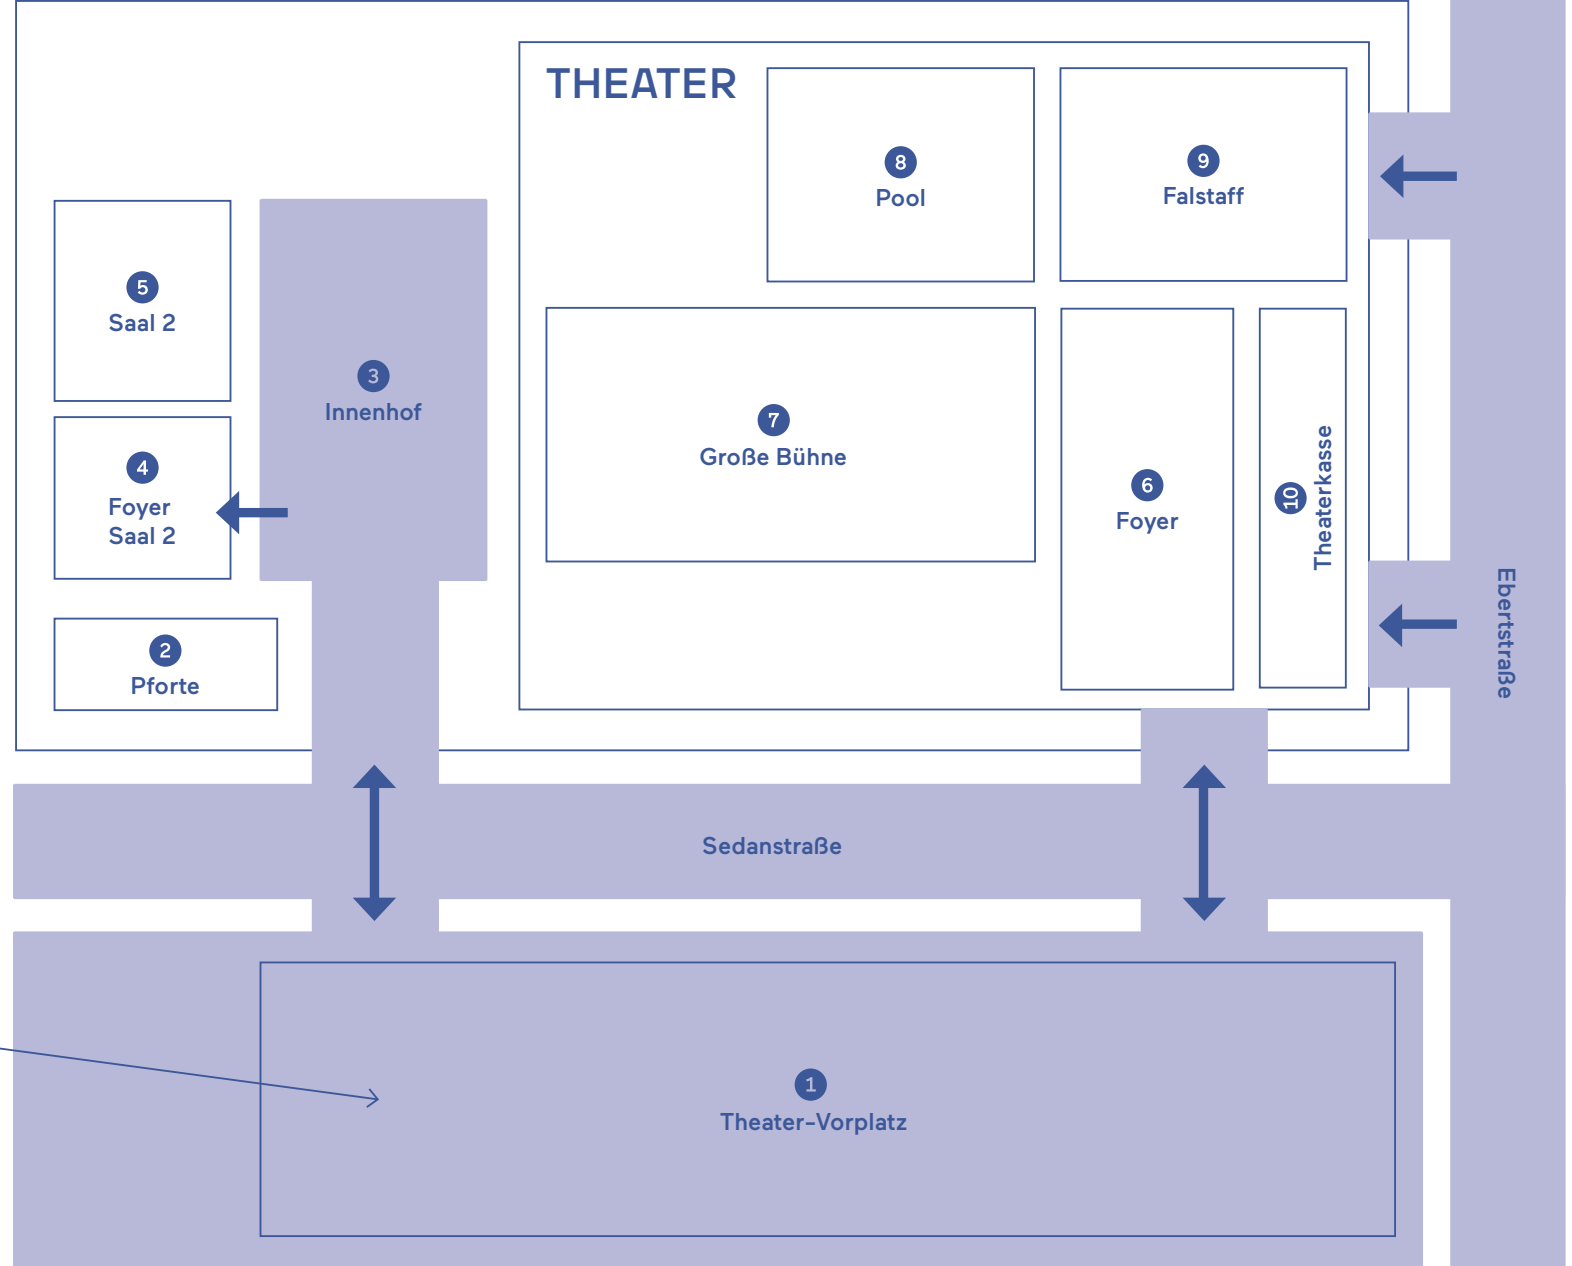 THEATER
8
Pool
9
Falstaff
5
Saal 2
3
Innenhof
7
Große Bühne
4
Foyer
Saal 2
6
Foyer
10
Theaterkasse
2
Pforte
Ebertstraße
Sedanstraße
1
Theater-Vorplatz